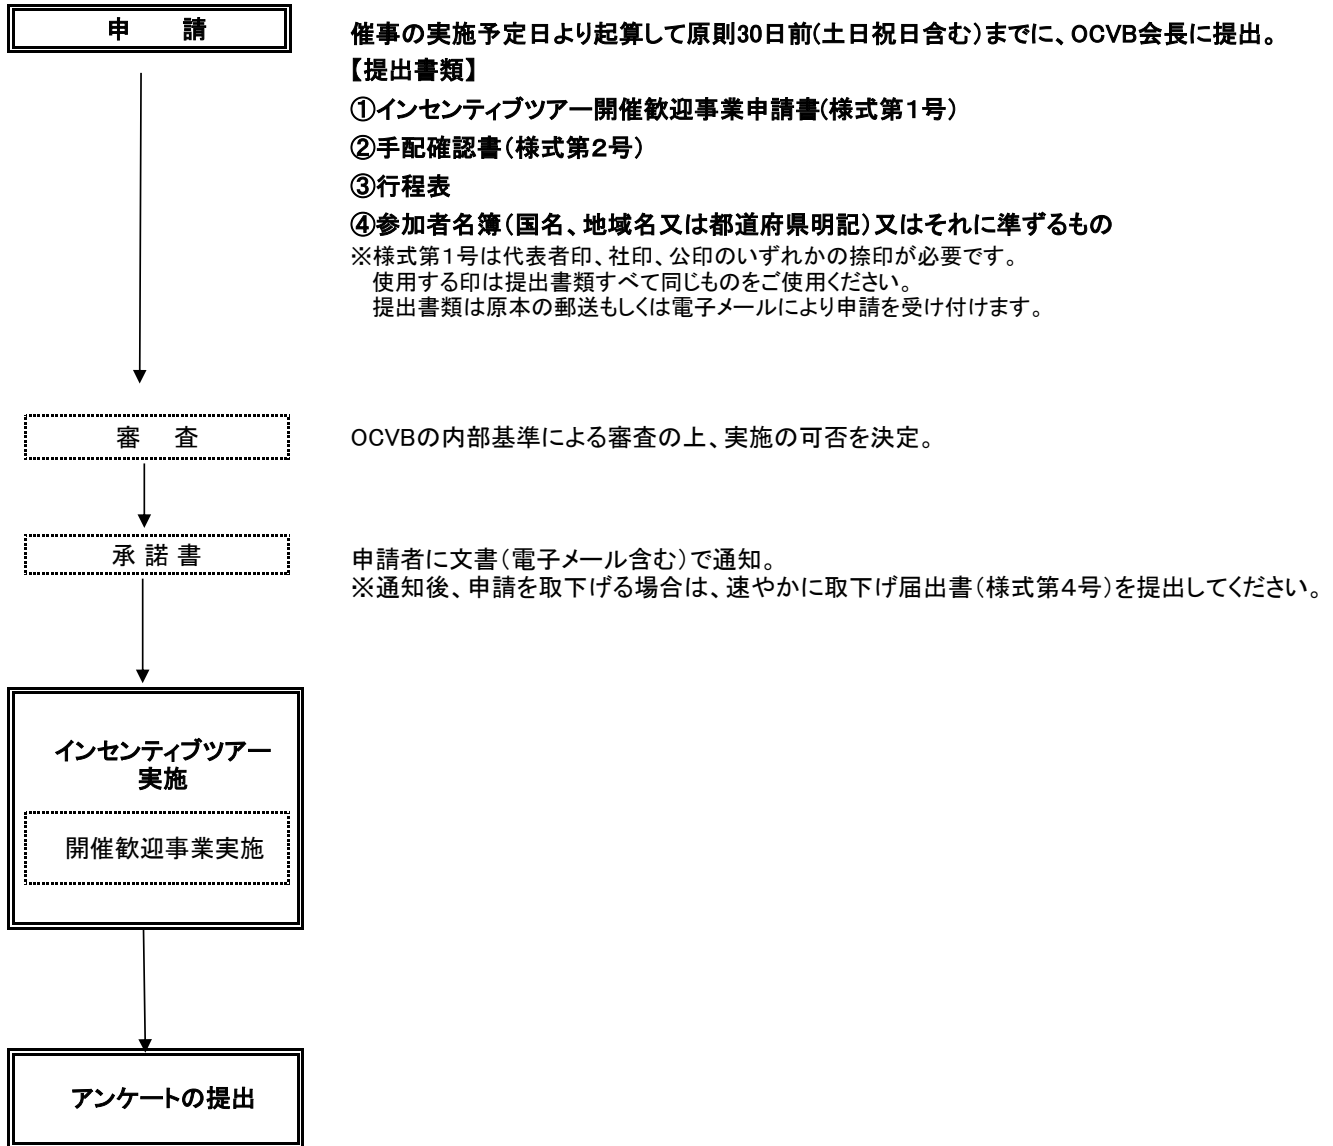 申　　請
催事の実施予定日より起算して原則30日前(土日祝日含む)までに、OCVB会長に提出。
【提出書類】
①インセンティブツアー開催歓迎事業申請書(様式第1号)
②手配確認書(様式第2号)
③行程表
④参加者名簿(国名、地域名又は都道府県明記)又はそれに準ずるもの
※様式第1号は代表者印、社印、公印のいずれかの捺印が必要です。
使用する印は提出書類すべて同じものをご使用ください。
提出書類は原本の郵送もしくは電子メールにより申請を受け付けます。
審　査
OCVBの内部基準による審査の上、実施の可否を決定。
承 諾 書
申請者に文書(電子メール含む)で通知。
※通知後、申請を取下げる場合は、速やかに取下げ届出書(様式第4号)を提出してください。
インセンティブツアー
実施
開催歓迎事業実施
アンケートの提出